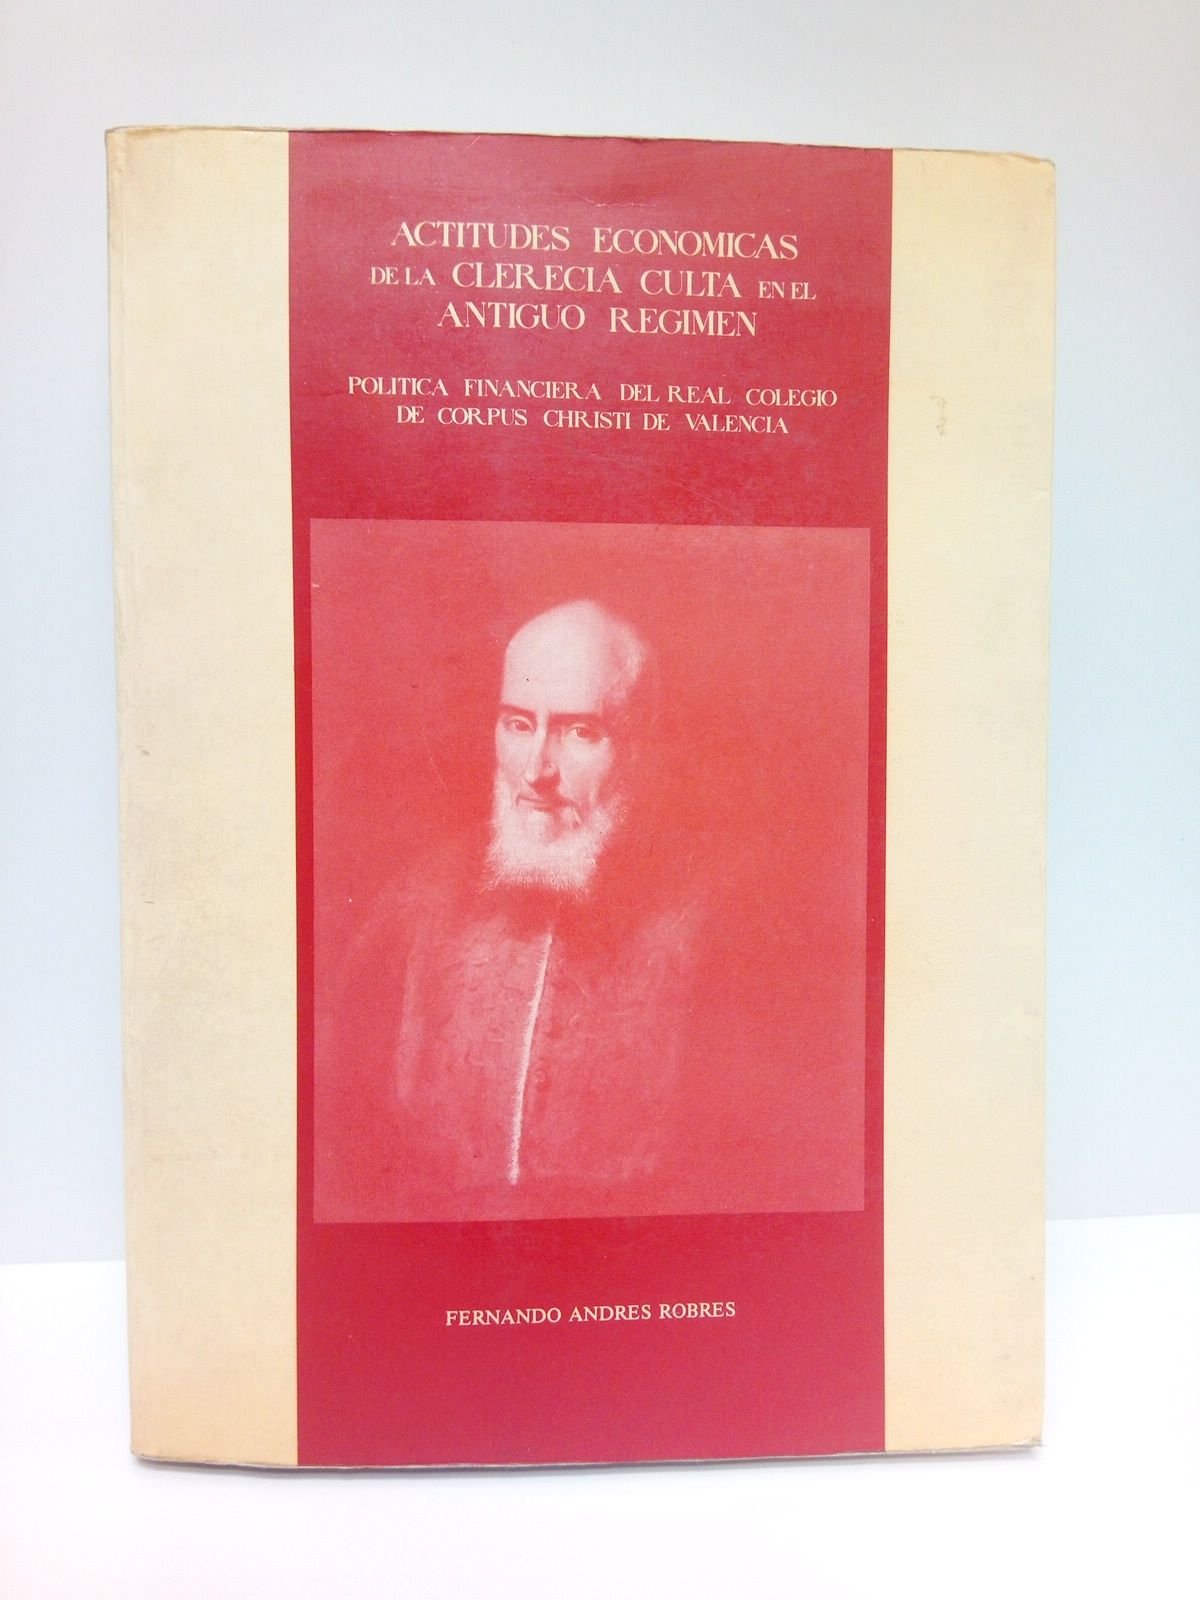 ACTITUDES ECONOMICAS
DE LA CLERECIA CULTA EN EL
ANTIGUO REGIMEN
POLITICA FINANCIERA DEL REAL COLEGIO
DE CORPUS CHRISTI DE VALENCIA
FERNANDO ANDRES ROBRES